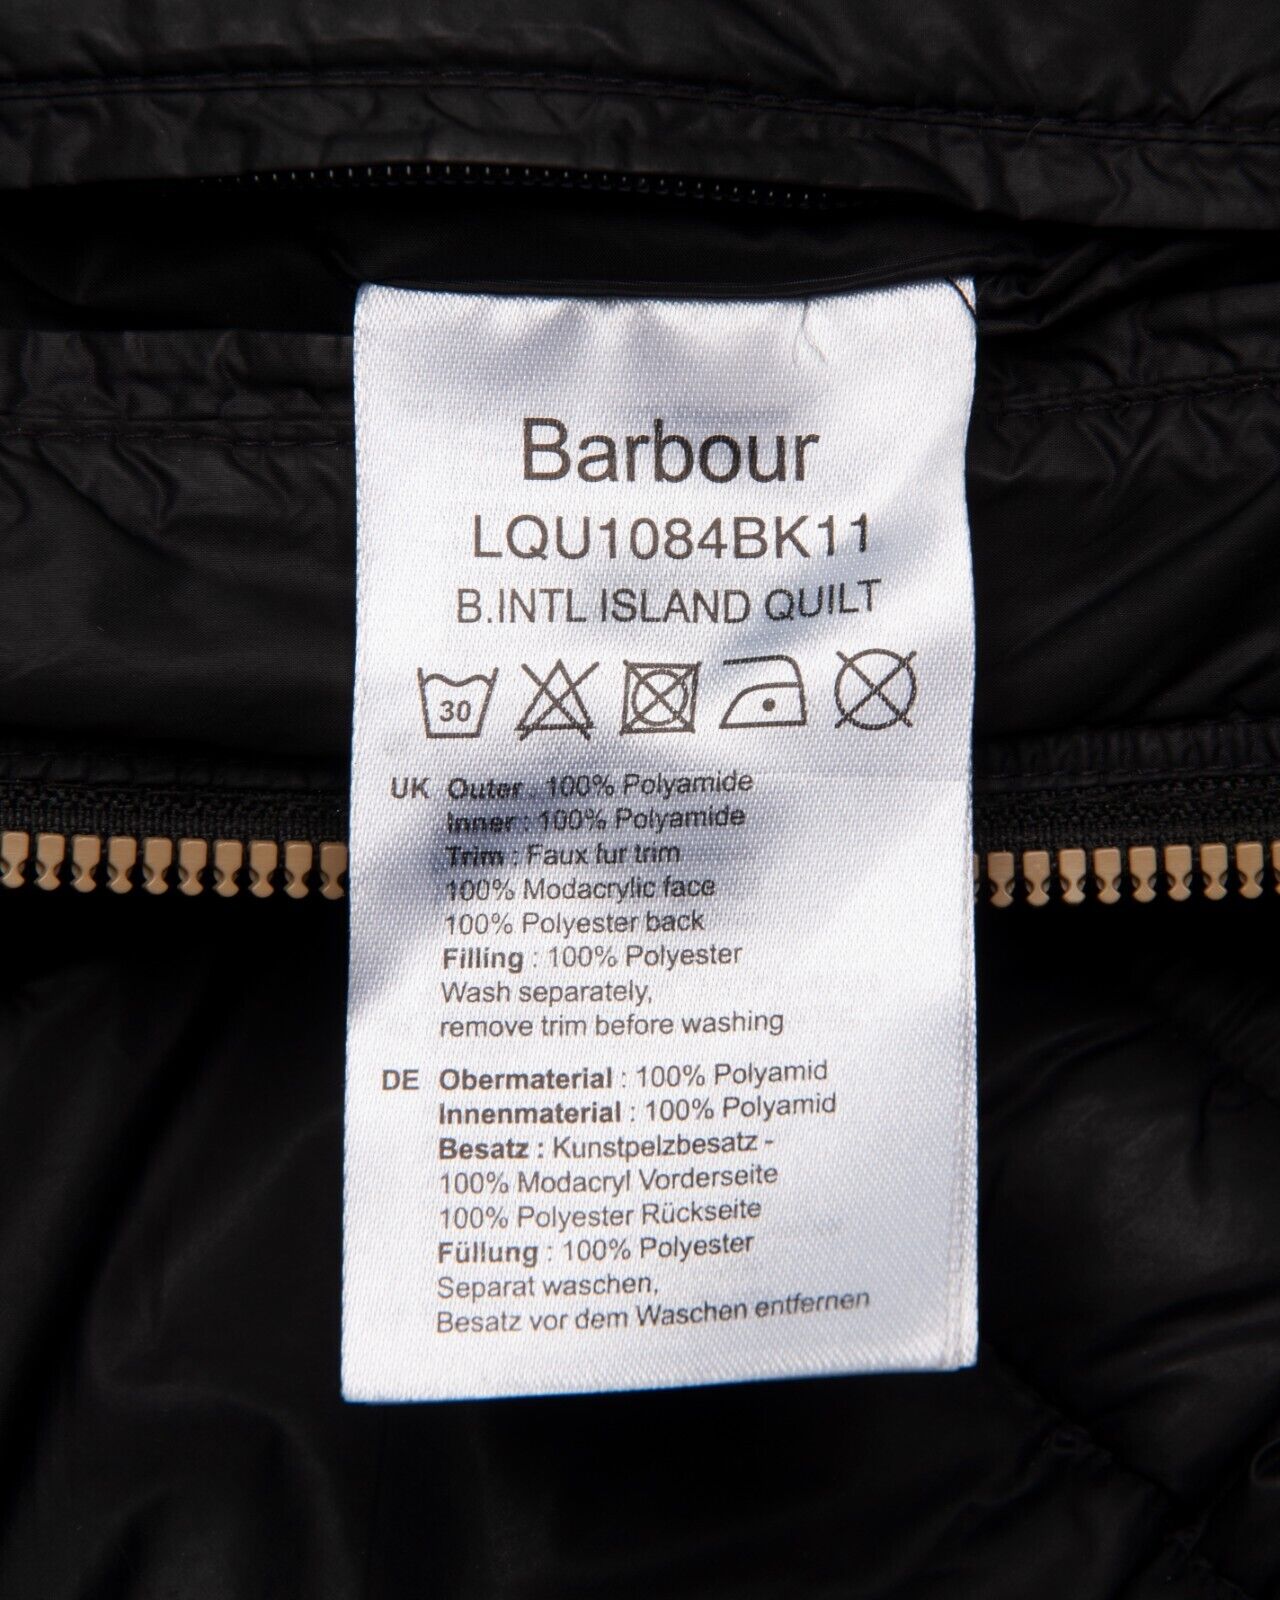 Barbour
LQU1084BK11
B.INTL ISLAND QUILT
30
UK Outer : 100% Polyamide
Inner : 100% Polyamide
Trim : Faux fur trim
100% Modacrylic face
100% Polyester back
Filling : 100% Polyester
Wash separately,
remove trim before washing
DE Obermaterial : 100% Polyamid
Innenmaterial : 100% Polyamid
Besatz : Kunstpelzbesatz -
100% Modacryl Vorderseite
100% Polyester Rückseite
Füllung : 100% Polyester
Separat waschen,
Besatz vor dem Waschen entfernen